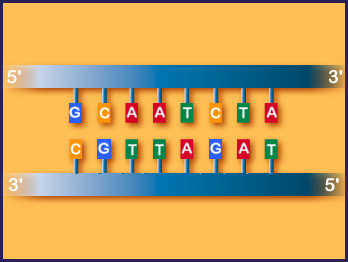 5' 3'
G C A A T C T A
C G T T A G A T
3' 5'